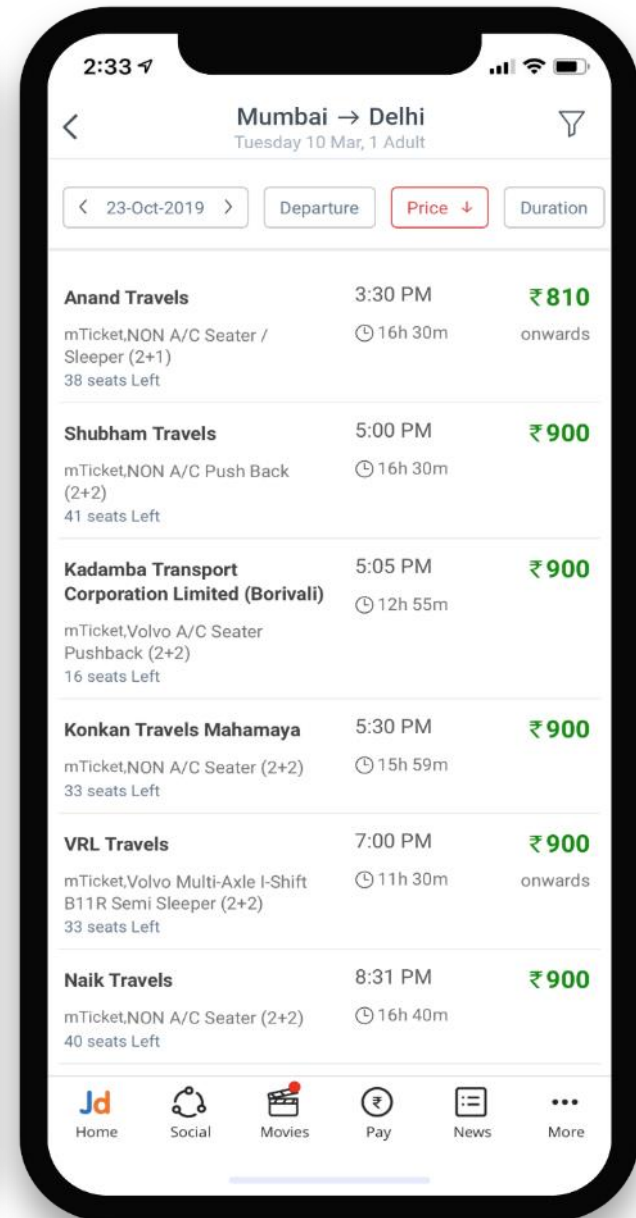 2:33
Mumbai → Delhi
Tuesday 10 Mar, 1 Adult
< 23-Oct-2019 > Departure Price ↓ Duration
Anand Travels 3:30 PM ₹810
mTicket,NON A/C Seater / 16h 30m onwards
Sleeper (2+1)
38 seats Left
Shubham Travels 5:00 PM ₹900
mTicket,NON A/C Push Back 16h 30m
(2+2)
41 seats Left
Kadamba Transport 5:05 PM ₹900
Corporation Limited (Borivali) 12h 55m
mTicket,Volvo A/C Seater
Pushback (2+2)
16 seats Left
Konkan Travels Mahamaya 5:30 PM ₹900
mTicket,NON A/C Seater (2+2) 15h 59m
33 seats Left
VRL Travels 7:00 PM ₹900
mTicket,Volvo Multi-Axle I-Shift 11h 30m onwards
B11R Semi Sleeper (2+2)
33 seats Left
Naik Travels 8:31 PM ₹900
mTicket,NON A/C Seater (2+2) 16h 40m
40 seats Left
Jd ₹
Home Social Movies Pay News More